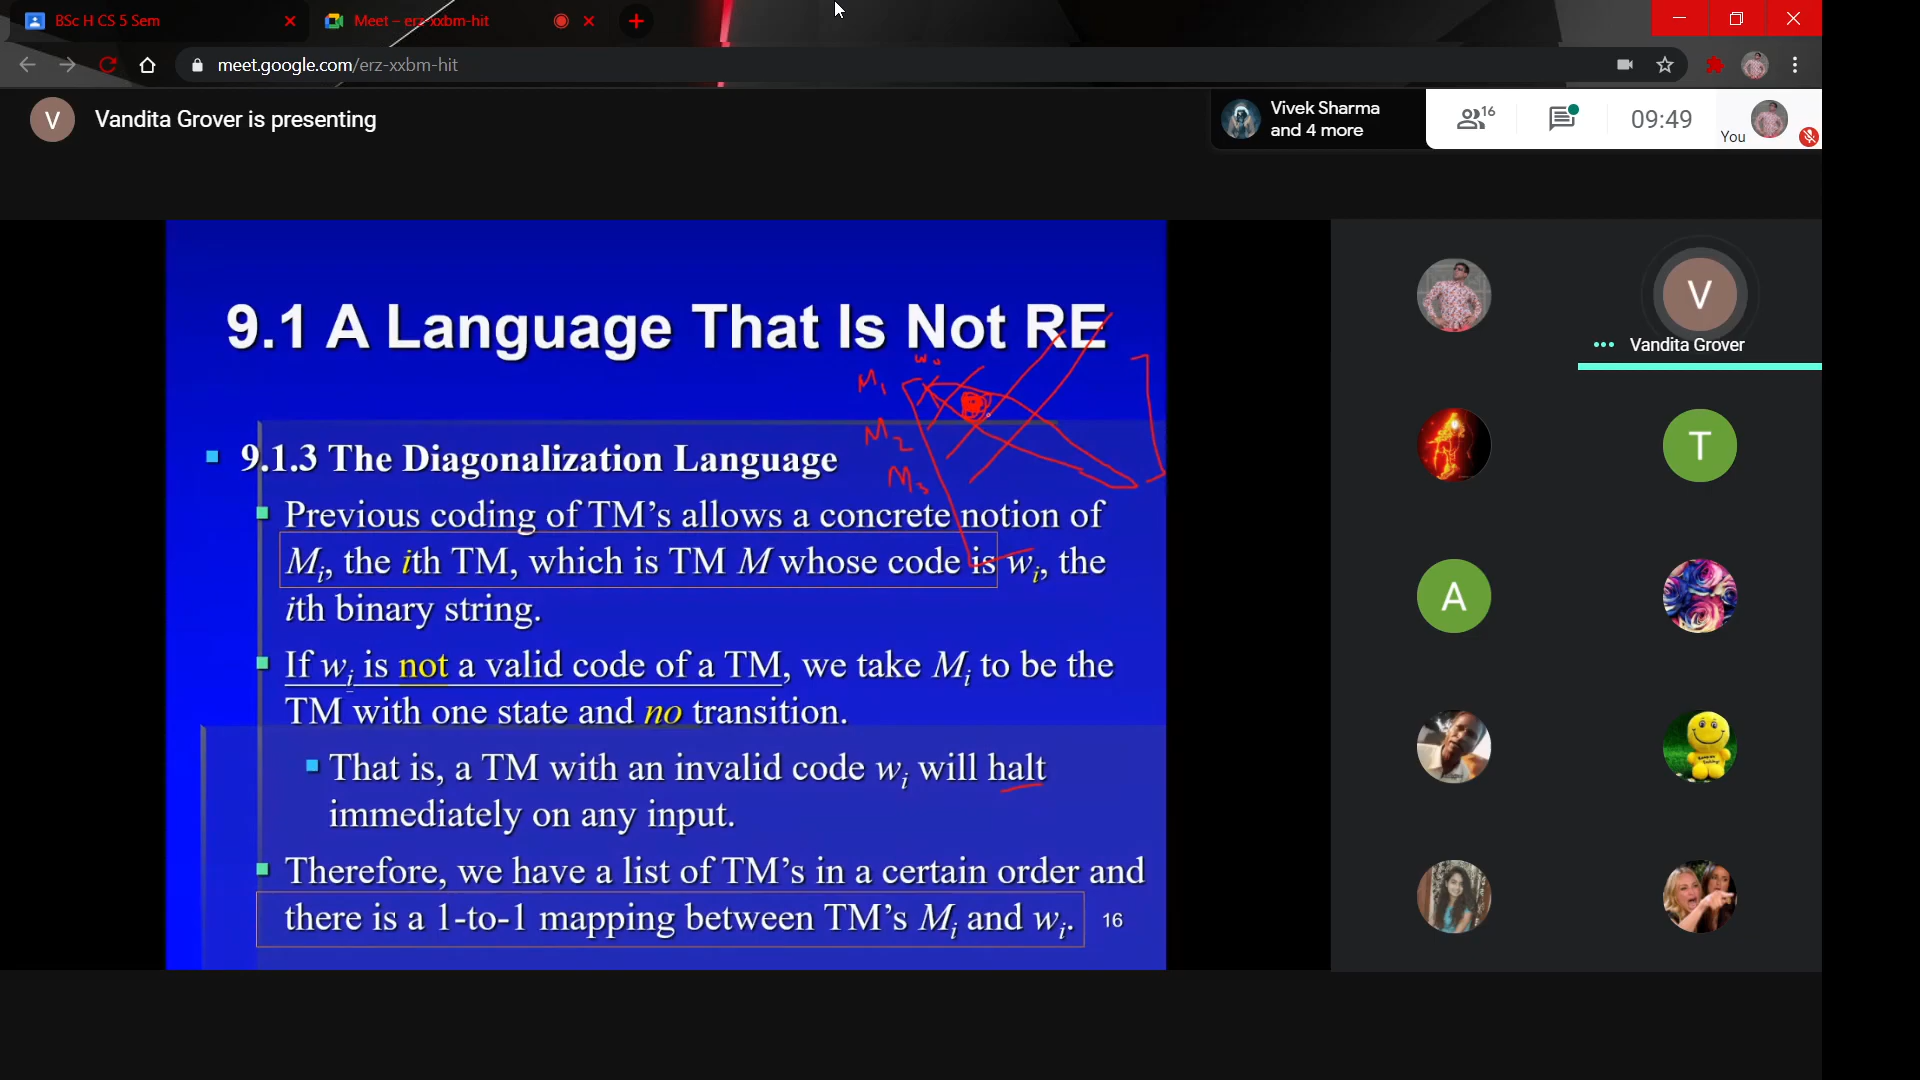 BSc H CS 5 Sem
Meet – erz-xxbm-hit
meet.google.com/erz-xxbm-hit
V
Vandita Grover is presenting
Vivek Sharma
and 4 more
16
09:49
You
9.1 A Language That Is Not RE
M1
M2
M3
9.1.3 The Diagonalization Language
Previous coding of TM’s allows a concrete notion of
Mi, the ith TM, which is TM M whose code is wi, the
ith binary string.
If wi is not a valid code of a TM, we take Mi to be the
TM with one state and no transition.
That is, a TM with an invalid code wi will halt
immediately on any input.
Therefore, we have a list of TM’s in a certain order and
there is a 1-to-1 mapping between TM’s Mi and wi.
16
V
Vandita Grover
T
A